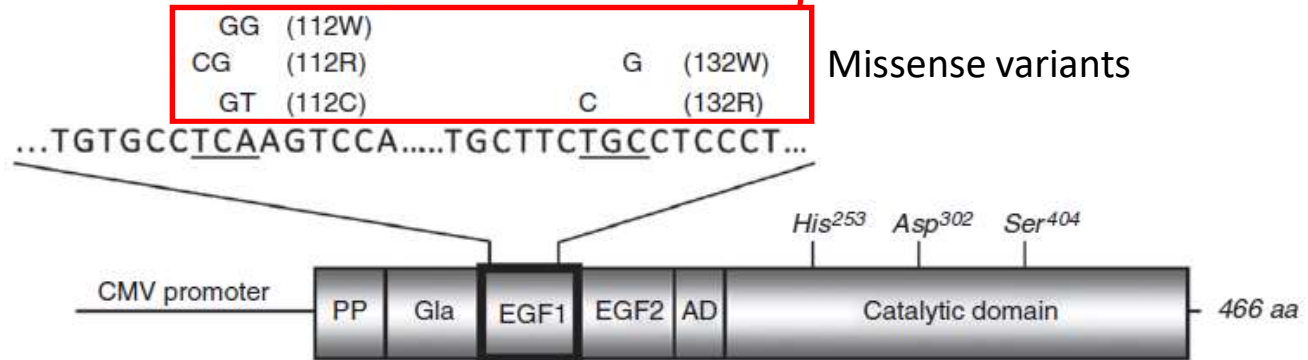 GG (112W)
CG (112R) G (132W)
GT (112C) C (132R)
Missense variants
...TGTGCCTCAAGTCCA.....TGCTTCTGCCTCCCT...
His253 Asp302 Ser404
CMV promoter
PP Gla EGF1 EGF2 AD Catalytic domain 466 aa